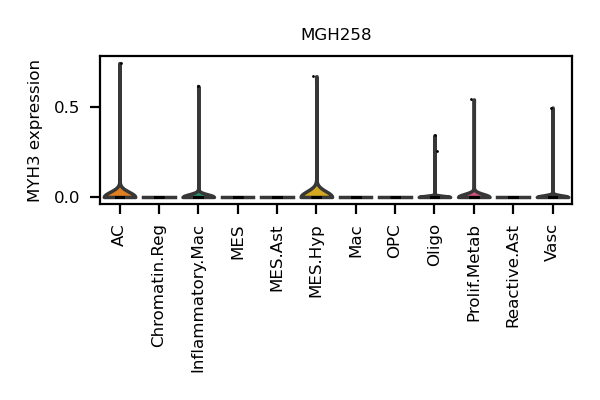 MGH258
MYH3 expression
0.5
0.0
AC
Chromatin.Reg
Inflammatory.Mac
MES
MES.Ast
MES.Hyp
Mac
OPC
Oligo
Prolif.Metab
Reactive.Ast
Vasc